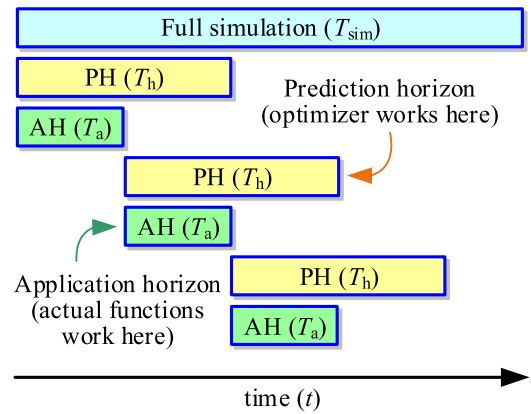 Full simulation (Tsim)
PH (Th)
Prediction horizon
(optimizer works here)
AH (Ta)
PH (Th)
AH (Ta)
Application horizon
(actual functions
work here)
PH (Th)
AH (Ta)
time (t)